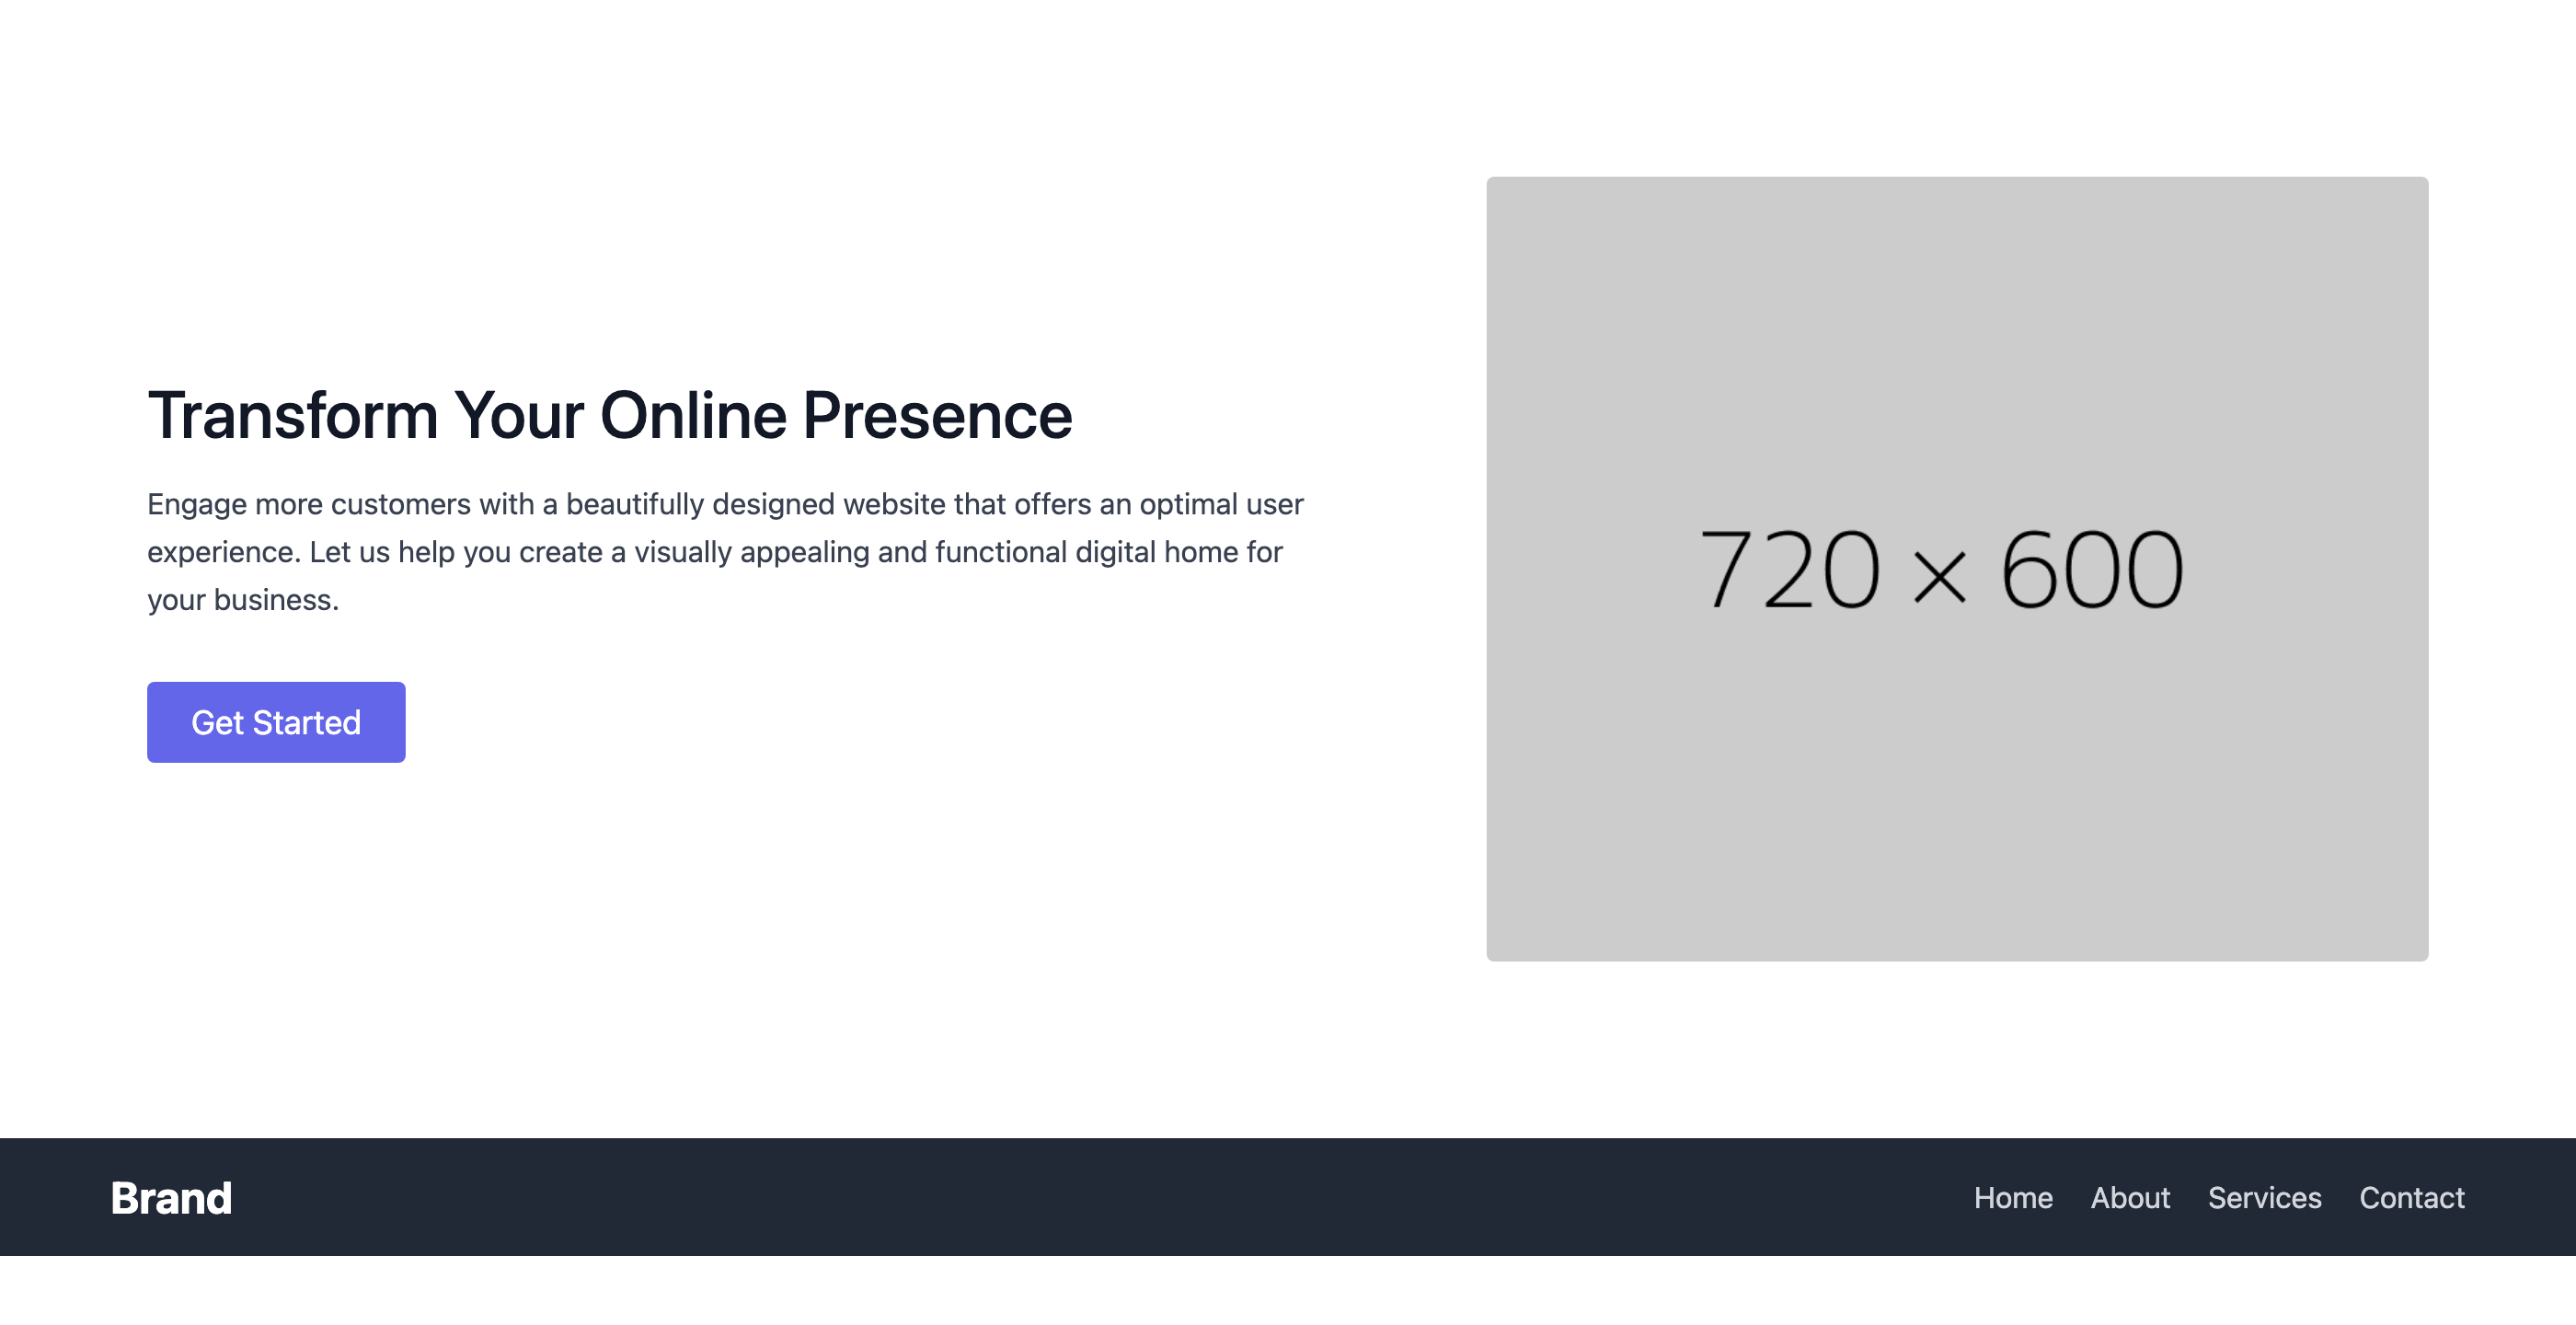 Transform Your Online Presence
Engage more customers with a beautifully designed website that offers an optimal user
experience. Let us help you create a visually appealing and functional digital home for
your business.
Get Started
720 × 600
Brand
Home About Services Contact